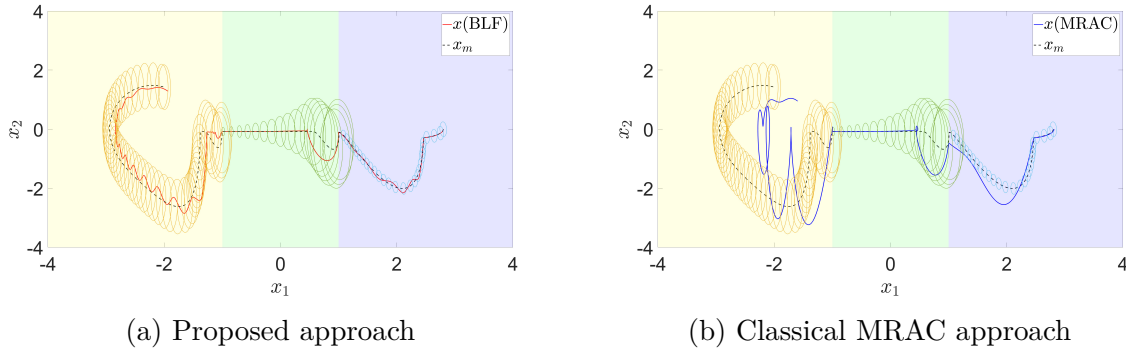 4
2
0
-2
-4
x₂
x(BLF)
xₘ
-4 -2 0 2 4
x₁
(a) Proposed approach
4
2
0
-2
-4
x₂
x(MRAC)
xₘ
-4 -2 0 2 4
x₁
(b) Classical MRAC approach